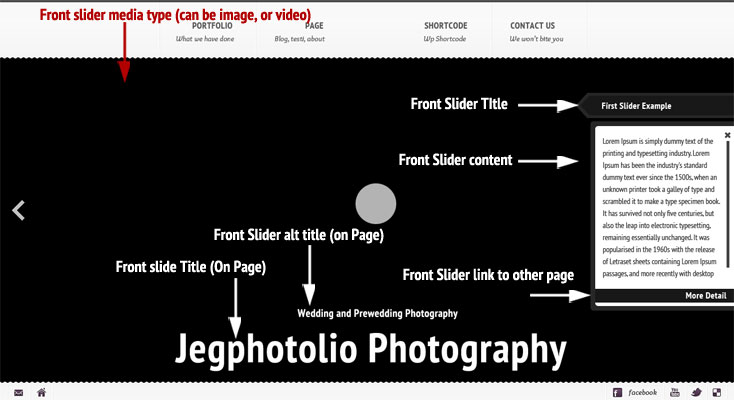 Front slider media type (can be image, or video)
PORTFOLIO
What we have done
PAGE
Blog, testi, about
SHORTCODE
Wp Shortcode
CONTACT US
We won't bite you
Front Slider TItle
First Slider Example
Front Slider content
Lorem Ipsum is simply dummy text of the
printing and typesetting industry. Lorem
Ipsum has been the industry's standard
dummy text ever since the 1500s, when an
unknown printer took a galley of type and
scrambled it to make a type specimen book.
It has survived not only five centuries, but
also the leap into electronic typesetting,
remaining essentially unchanged. It was
popularised in the 1960s with the release
of Letraset sheets containing Lorem Ipsum
passages, and more recently with desktop
Front Slider alt title (on Page)
Front slide Title (On Page)
Front Slider link to other page
More Detail
Wedding and Prewedding Photography
Jegphotolio Photography
facebook